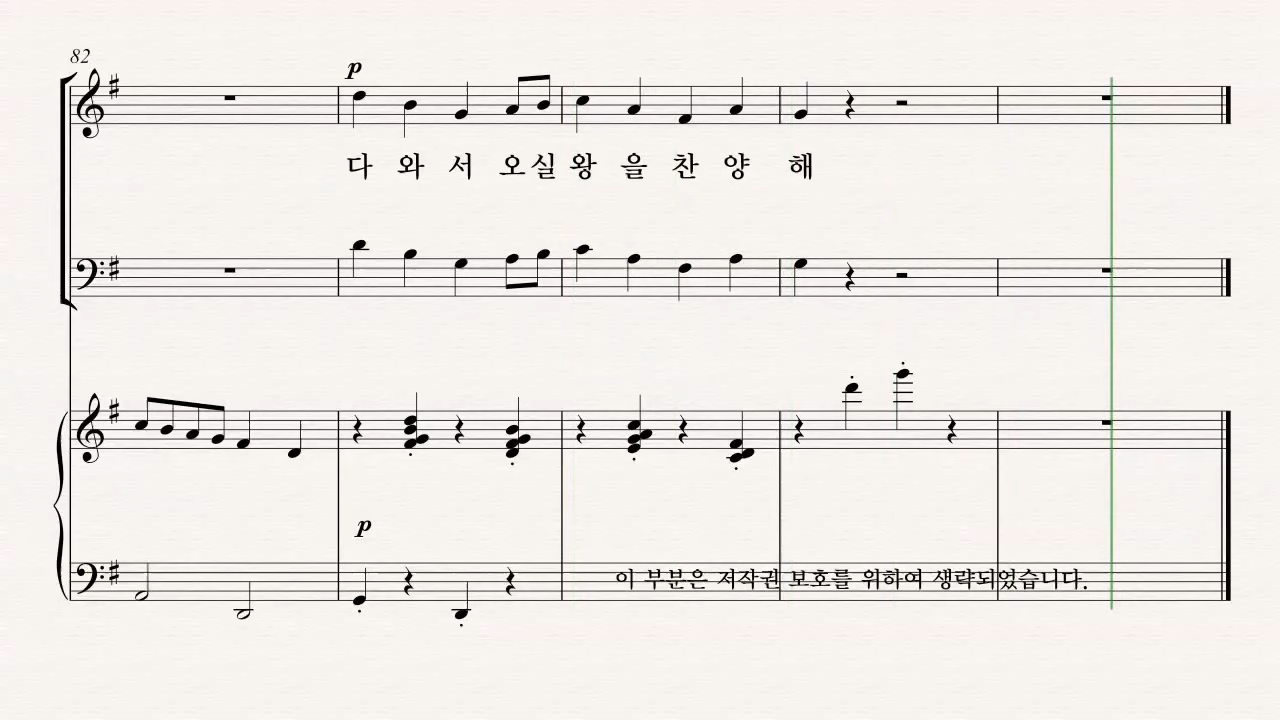 82
p
다 와 서 오 실 왕 을 찬 양 해
p
이 부분은 저작권 보호를 위하여 생략되었습니다.